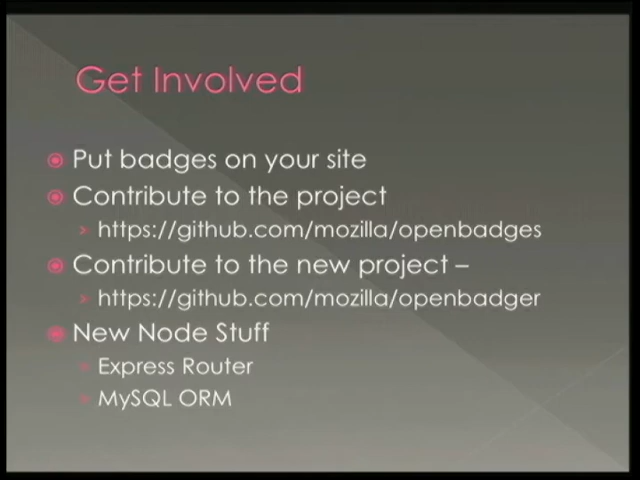 Get Involved
Put badges on your site
Contribute to the project
https://github.com/mozilla/openbadges
Contribute to the new project –
https://github.com/mozilla/openbadger
New Node Stuff
Express Router
MySQL ORM